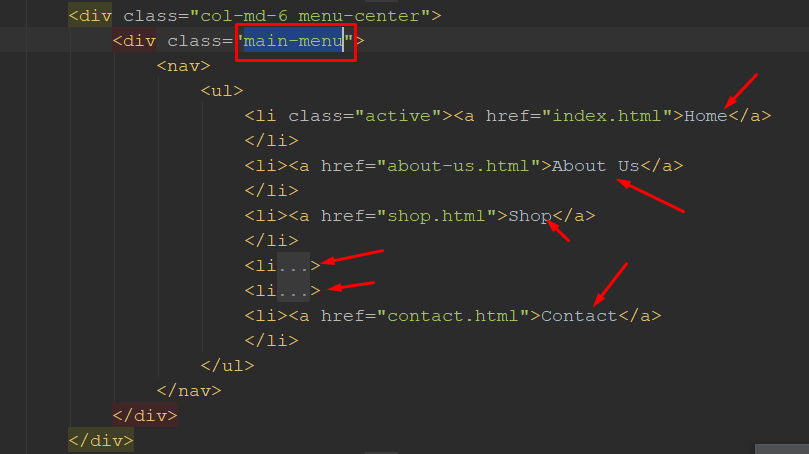 <div class="col-md-6 menu-center">
<div class="main-menu">
<nav>
<ul>
<li class="active"><a href="index.html">Home</a>
</li>
<li><a href="about-us.html">About Us</a>
</li>
<li><a href="shop.html">Shop</a>
</li>
<li...>
<li...>
<li><a href="contact.html">Contact</a>
</li>
</ul>
</nav>
</div>
</div>